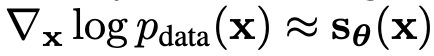 ∇ₓ log p_data(x) ≈ s_θ(x)